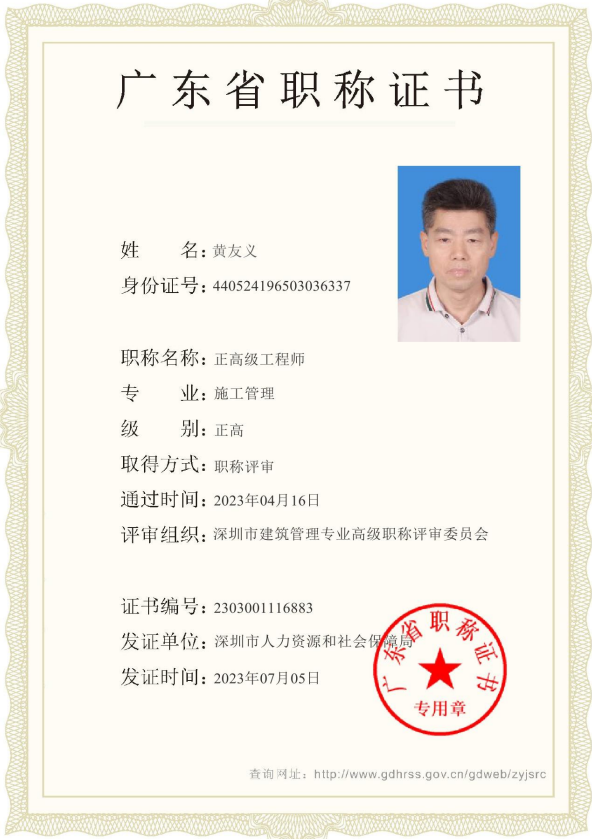 广东省职称证书
姓 名：黄友义
身份证号：440524196503036337
职称名称：正高级工程师
专 业：施工管理
级 别：正高
取得方式：职称评审
通过时间：2023年04月16日
评审组织：深圳市建筑管理专业高级职称评审委员会
证书编号：2303001116883
发证单位：深圳市人力资源和社会保障局
发证时间：2023年07月05日
广东省职称证书
专用章
查询网址：http://www.gdhrss.gov.cn/gdweb/zyjsrc